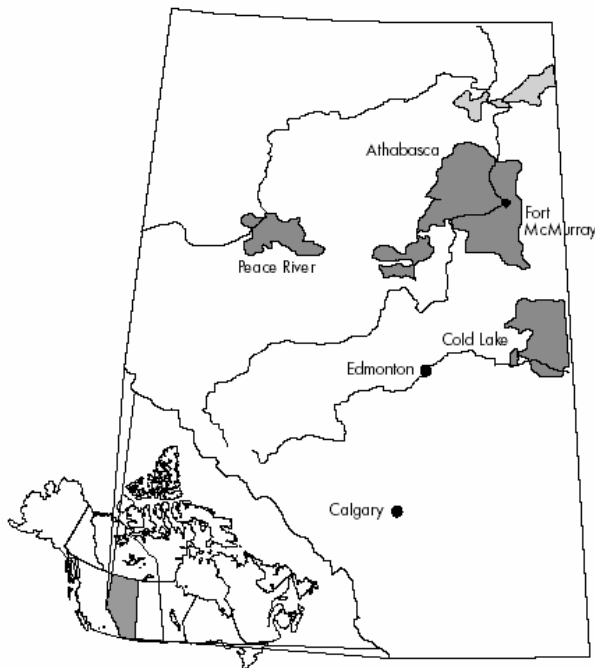 Athabasca
Fort
McMurray
Peace River
Cold Lake
Edmonton
Calgary